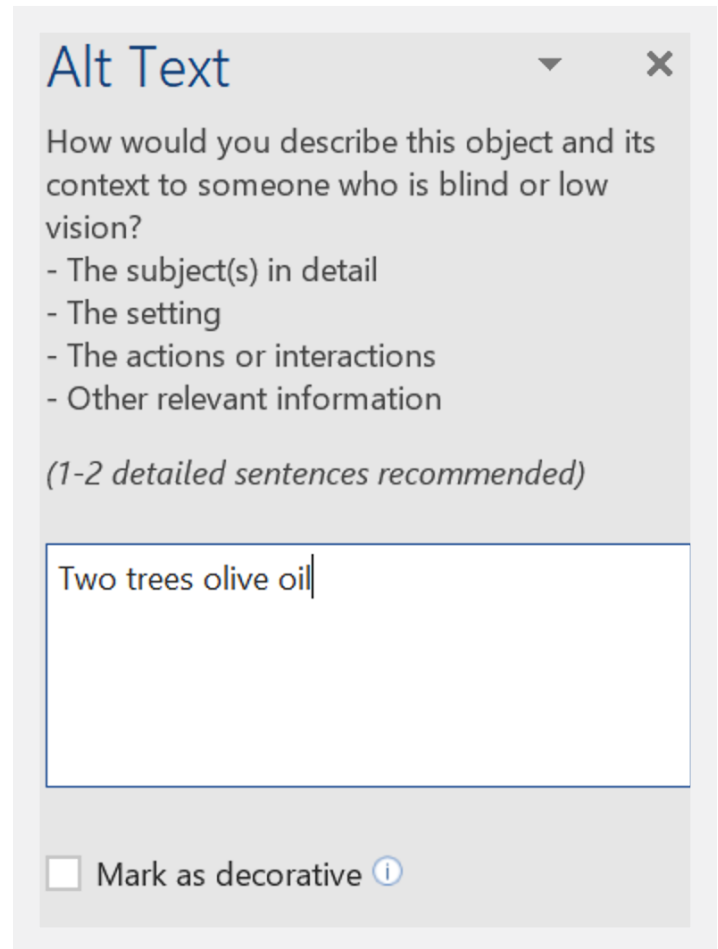 Alt Text
How would you describe this object and its
context to someone who is blind or low
vision?
- The subject(s) in detail
- The setting
- The actions or interactions
- Other relevant information
(1-2 detailed sentences recommended)
Two trees olive oil
Mark as decorative